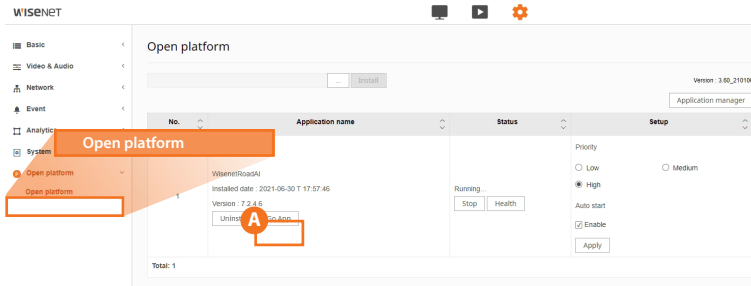 WISENET
Basic
Video & Audio
Network
Event
Analytics
System
Open platform
Open platform
Open platform
Open platform
... Install
Version : 3.60_210100
Application manager
No. Application name Status Setup
1
WisenetRoadAI
Installed date : 2021-06-30 T 17:57:46
Version : 7.2.4.6
Go App
A
Running...
Stop Health
Priority
Low Medium
High
Auto start
Enable
Apply
Total: 1